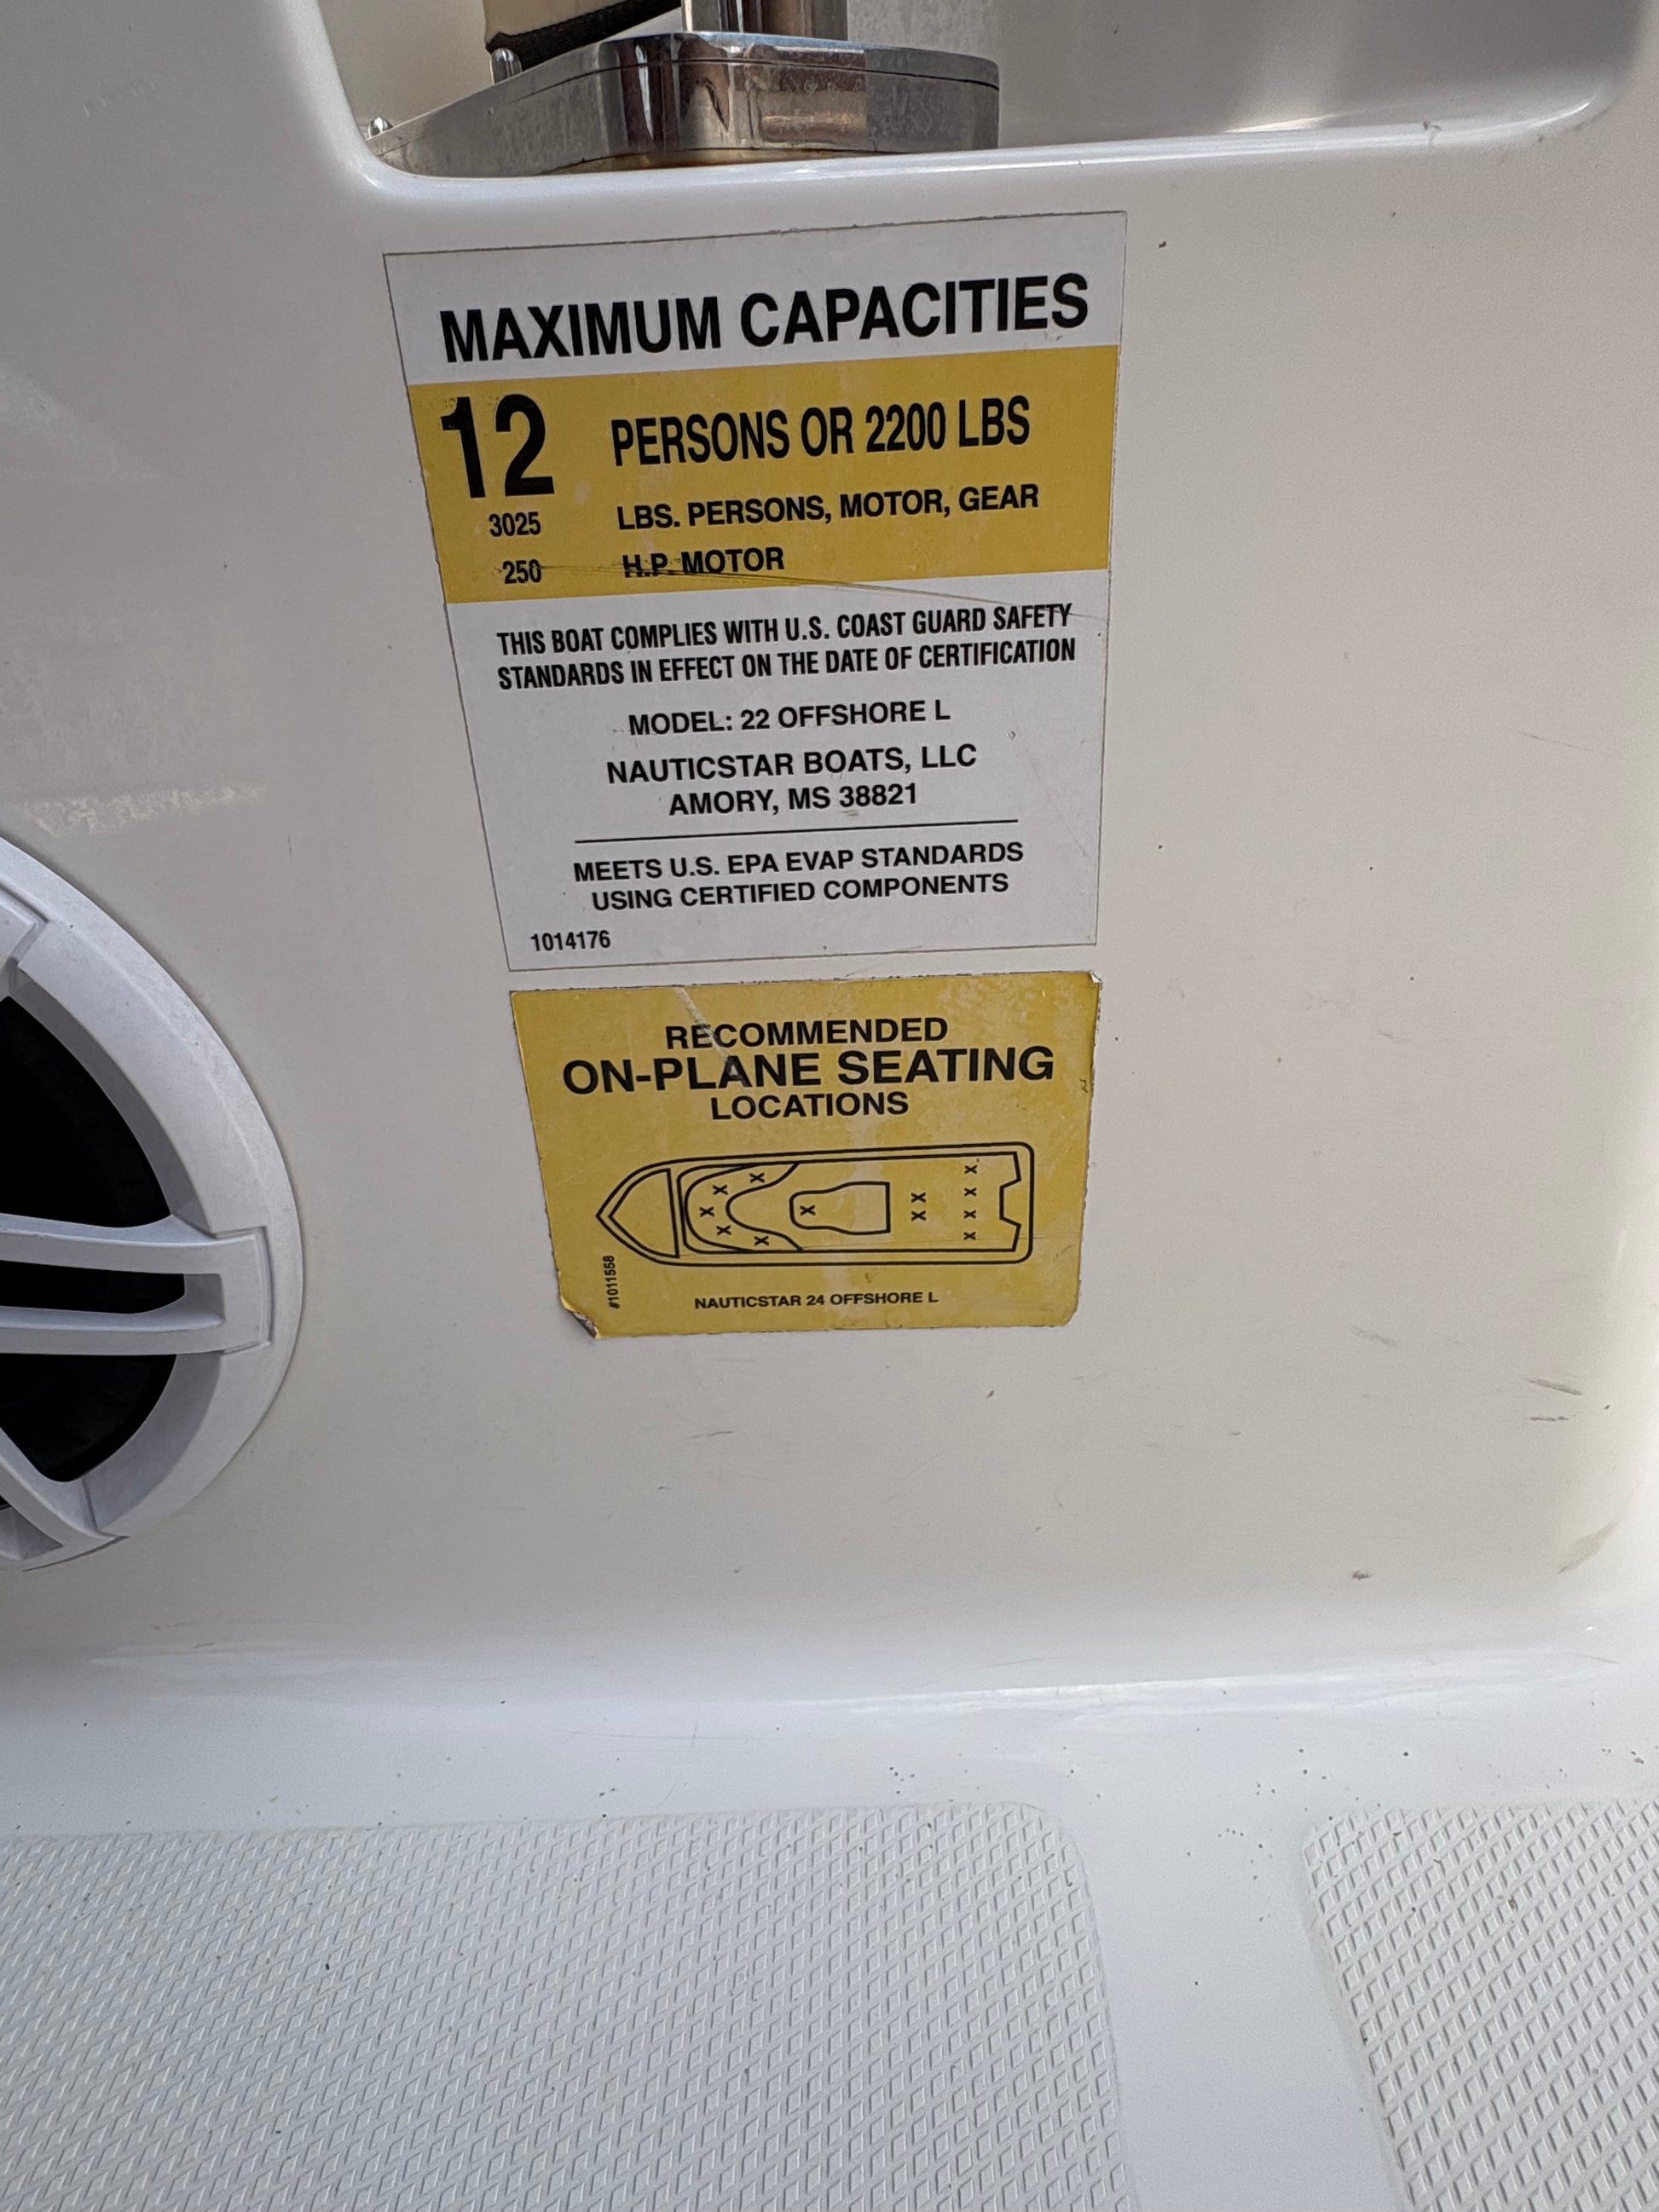 MAXIMUM CAPACITIES
12 PERSONS OR 2200 LBS
3025 LBS. PERSONS, MOTOR, GEAR
250 H.P. MOTOR
THIS BOAT COMPLIES WITH U.S. COAST GUARD SAFETY
STANDARDS IN EFFECT ON THE DATE OF CERTIFICATION
MODEL: 22 OFFSHORE L
NAUTICSTAR BOATS, LLC
AMORY, MS 38821
MEETS U.S. EPA EVAP STANDARDS
USING CERTIFIED COMPONENTS
1014176
RECOMMENDED
ON-PLANE SEATING
LOCATIONS
#1011558
NAUTICSTAR 24 OFFSHORE L